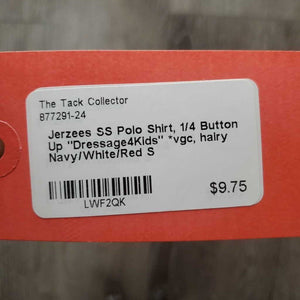 The Tack Collector
877291-24
Jerzees SS Polo Shirt, 1/4 Button
Up "Dressage4Kids" *vgc, hairy
Navy/White/Red S
LWF2QK
$9.75